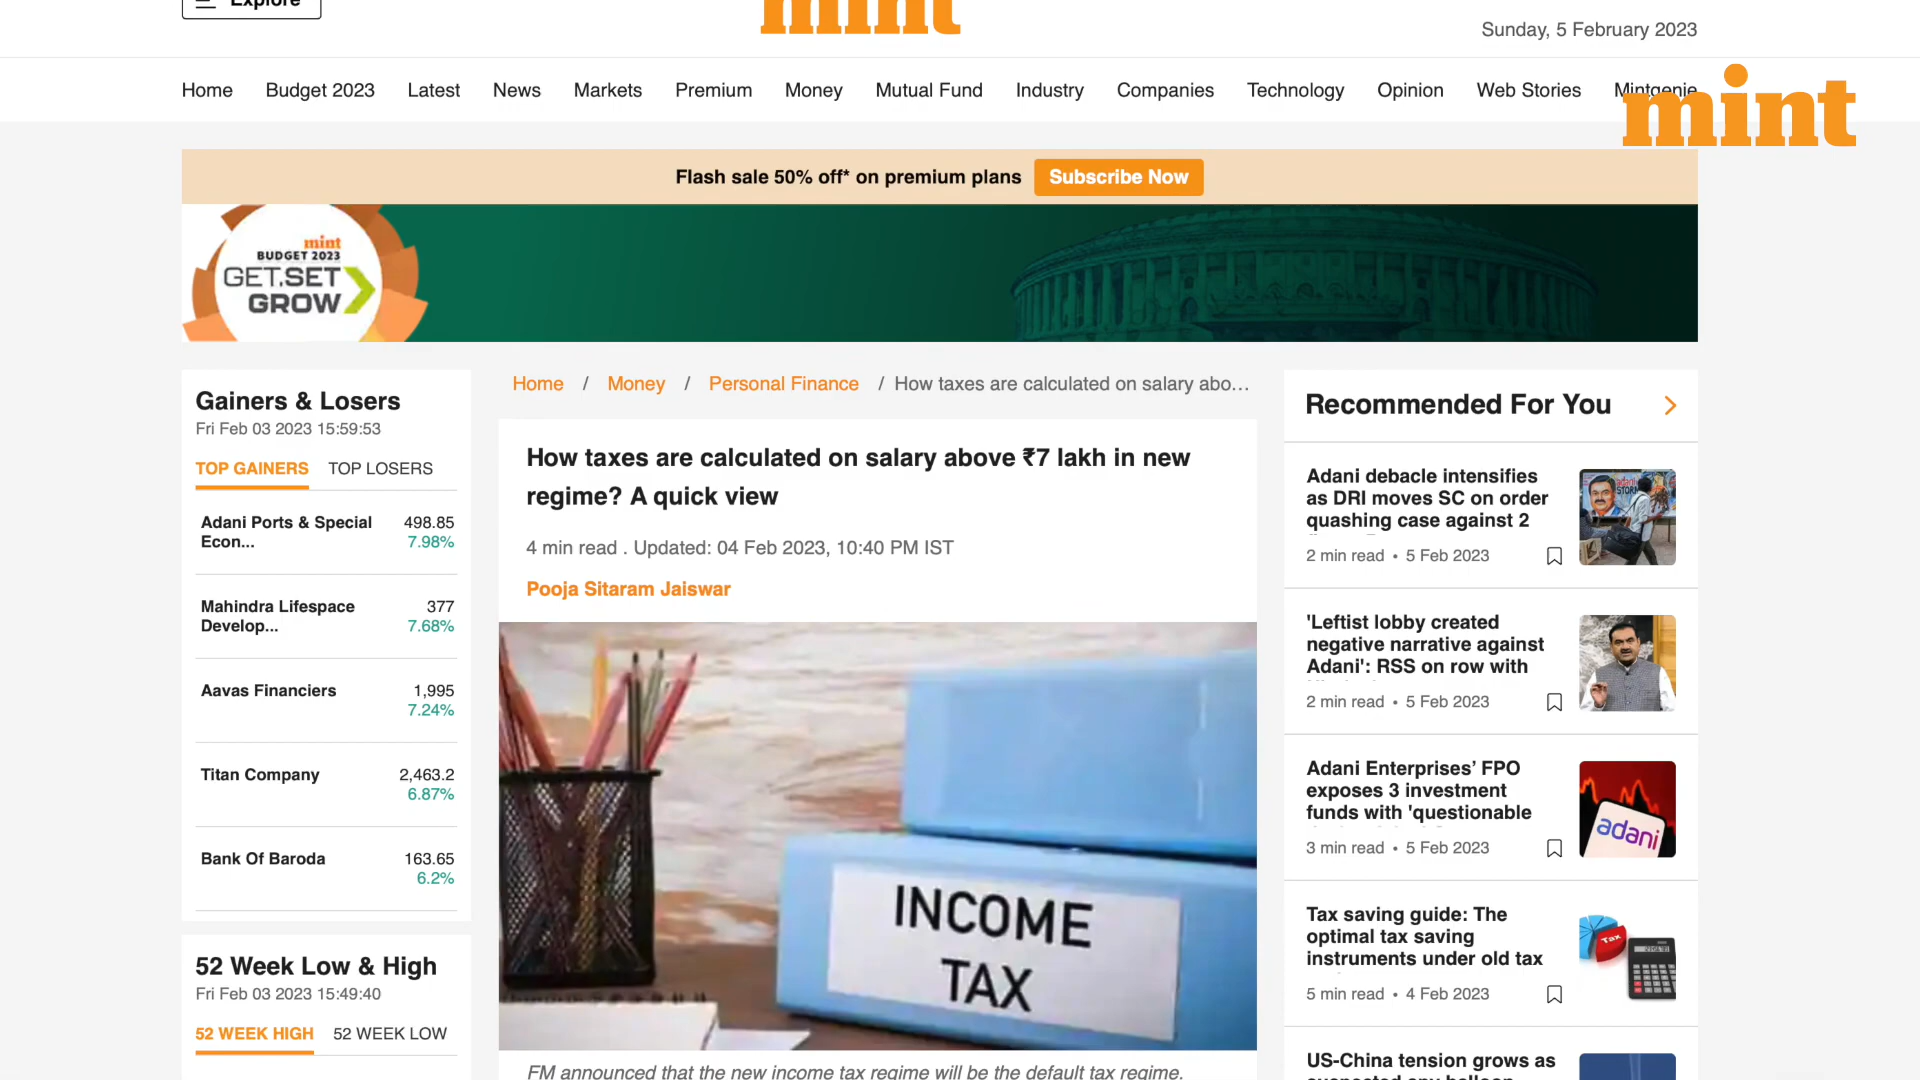 Explore
mint
Sunday, 5 February 2023
Home Budget 2023 Latest News Markets Premium Money Mutual Fund Industry Companies Technology Opinion Web Stories Mintgenie
mint
Flash sale 50% off* on premium plans Subscribe Now
mint
BUDGET 2023
GET.SET
GROW
Gainers & Losers
Fri Feb 03 2023 15:59:53
TOP GAINERS TOP LOSERS
Adani Ports & Special 498.85
Econ... 7.98%
Mahindra Lifespace 377
Develop... 7.68%
Aavas Financiers 1,995
7.24%
Titan Company 2,463.2
6.87%
Bank Of Baroda 163.65
6.2%
52 Week Low & High
Fri Feb 03 2023 15:49:40
52 WEEK HIGH 52 WEEK LOW
Home / Money / Personal Finance / How taxes are calculated on salary abo...
How taxes are calculated on salary above ₹7 lakh in new
regime? A quick view
4 min read . Updated: 04 Feb 2023, 10:40 PM IST
Pooja Sitaram Jaiswar
INCOME
TAX
FM announced that the new income tax regime will be the default tax regime.
Recommended For You
Adani debacle intensifies
as DRI moves SC on order
quashing case against 2
2 min read • 5 Feb 2023
'Leftist lobby created
negative narrative against
Adani': RSS on row with
2 min read • 5 Feb 2023
Adani Enterprises’ FPO
exposes 3 investment
funds with 'questionable
3 min read • 5 Feb 2023
adani
Tax saving guide: The
optimal tax saving
instruments under old tax
5 min read • 4 Feb 2023
Tax
US-China tension grows as
suspected spy balloon